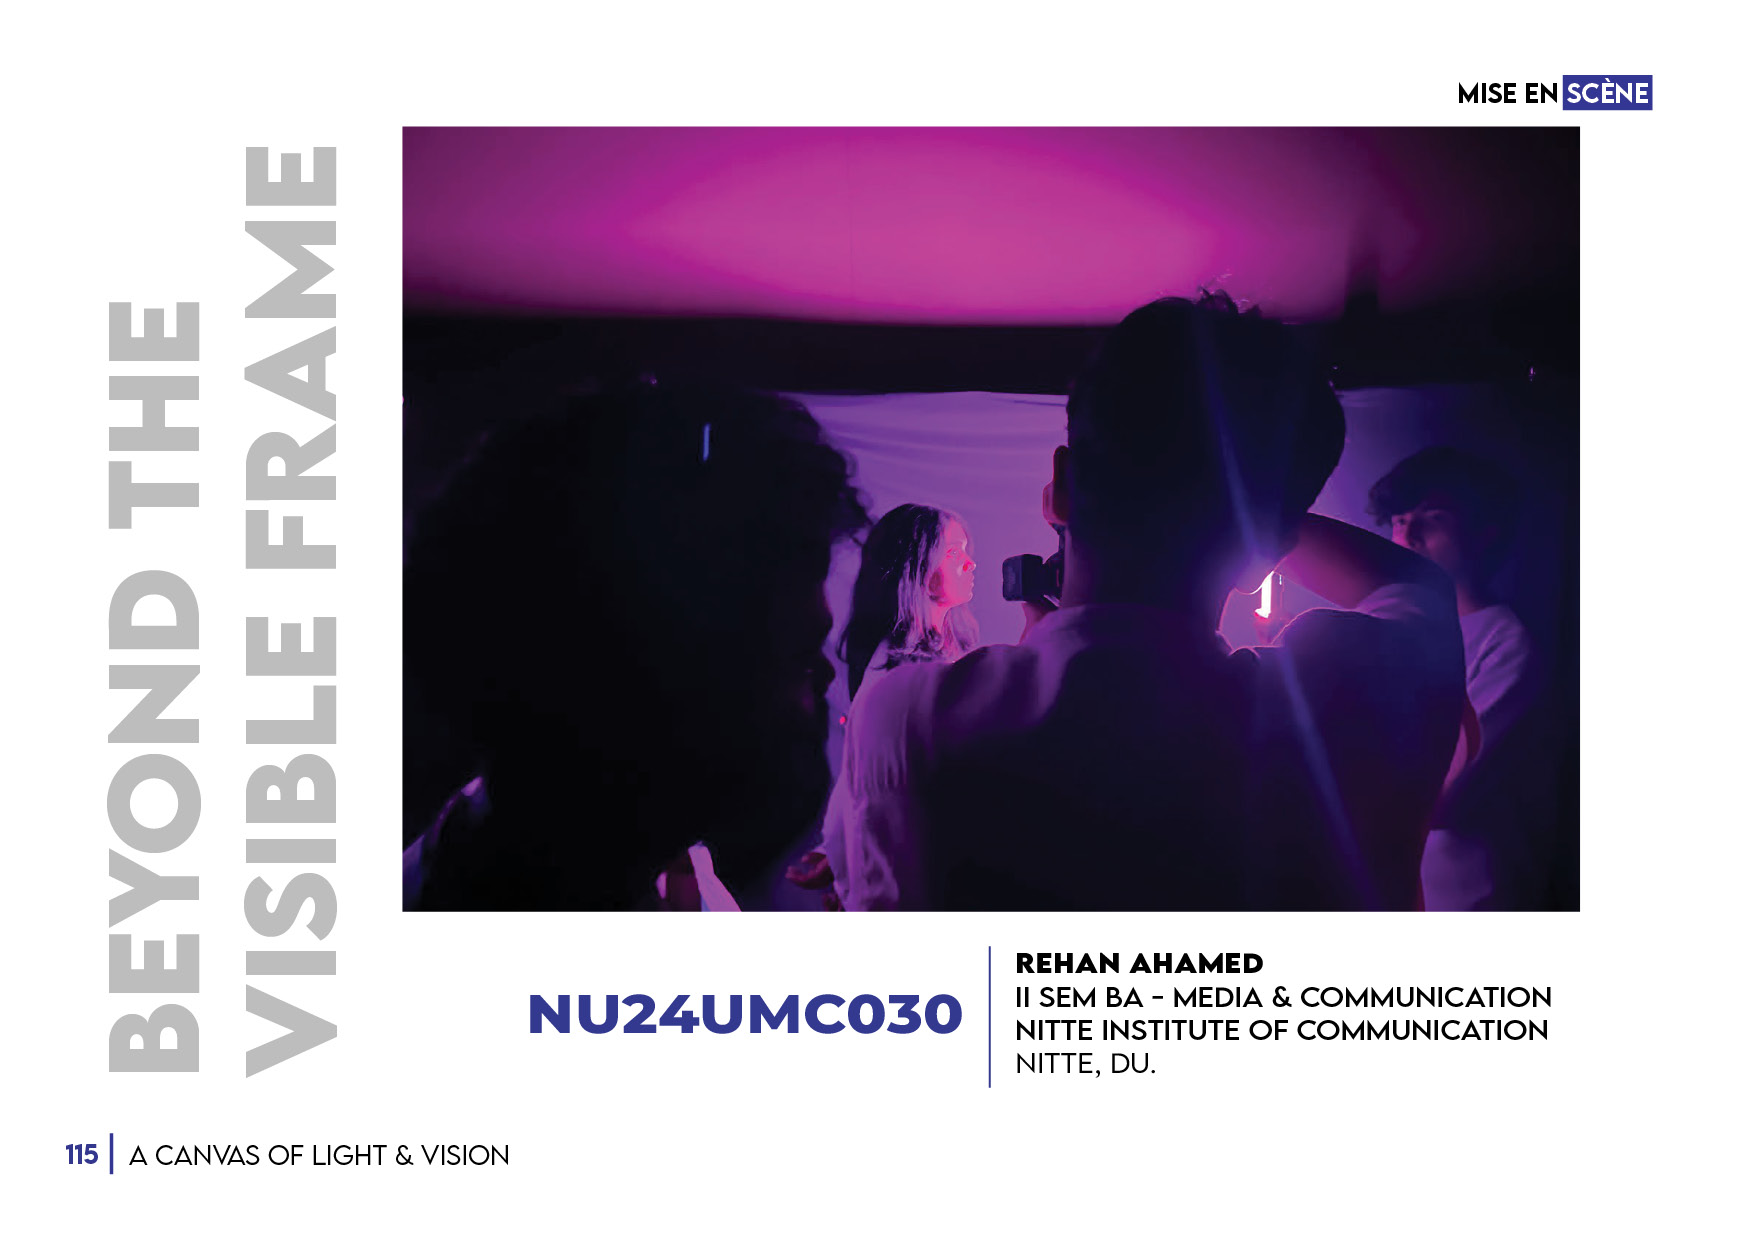 MISE EN SCÈNE
BEYOND THE
VISIBLE FRAME
NU24UMC030
REHAN AHAMED
II SEM BA - MEDIA & COMMUNICATION
NITTE INSTITUTE OF COMMUNICATION
NITTE, DU.
115
A CANVAS OF LIGHT & VISION